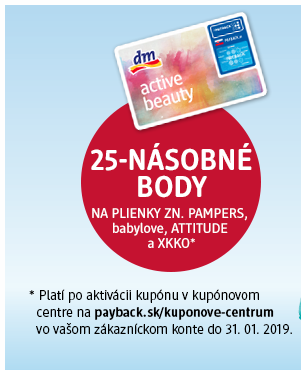 dm
PAYBACK
active
beauty
25-NÁSOBNÉ
BODY
NA PLIENKY ZN. PAMPERS,
babylove, ATTITUDE
a XKKO*
* Platí po aktivácii kupónu v kupónovom
centre na payback.sk/kuponove-centrum
vo vašom zákazníckom konte do 31. 01. 2019.